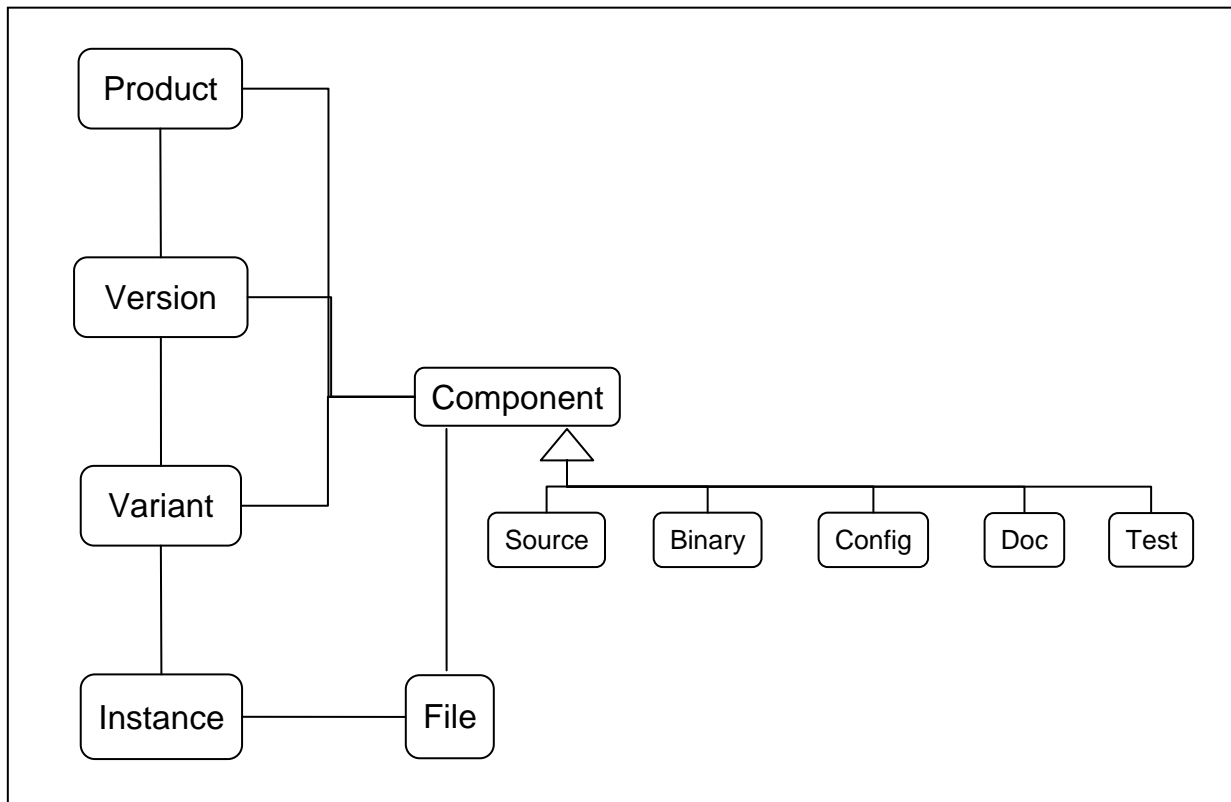 Product
Version
Component
Variant
Source
Binary
Config
Doc
Test
Instance
File